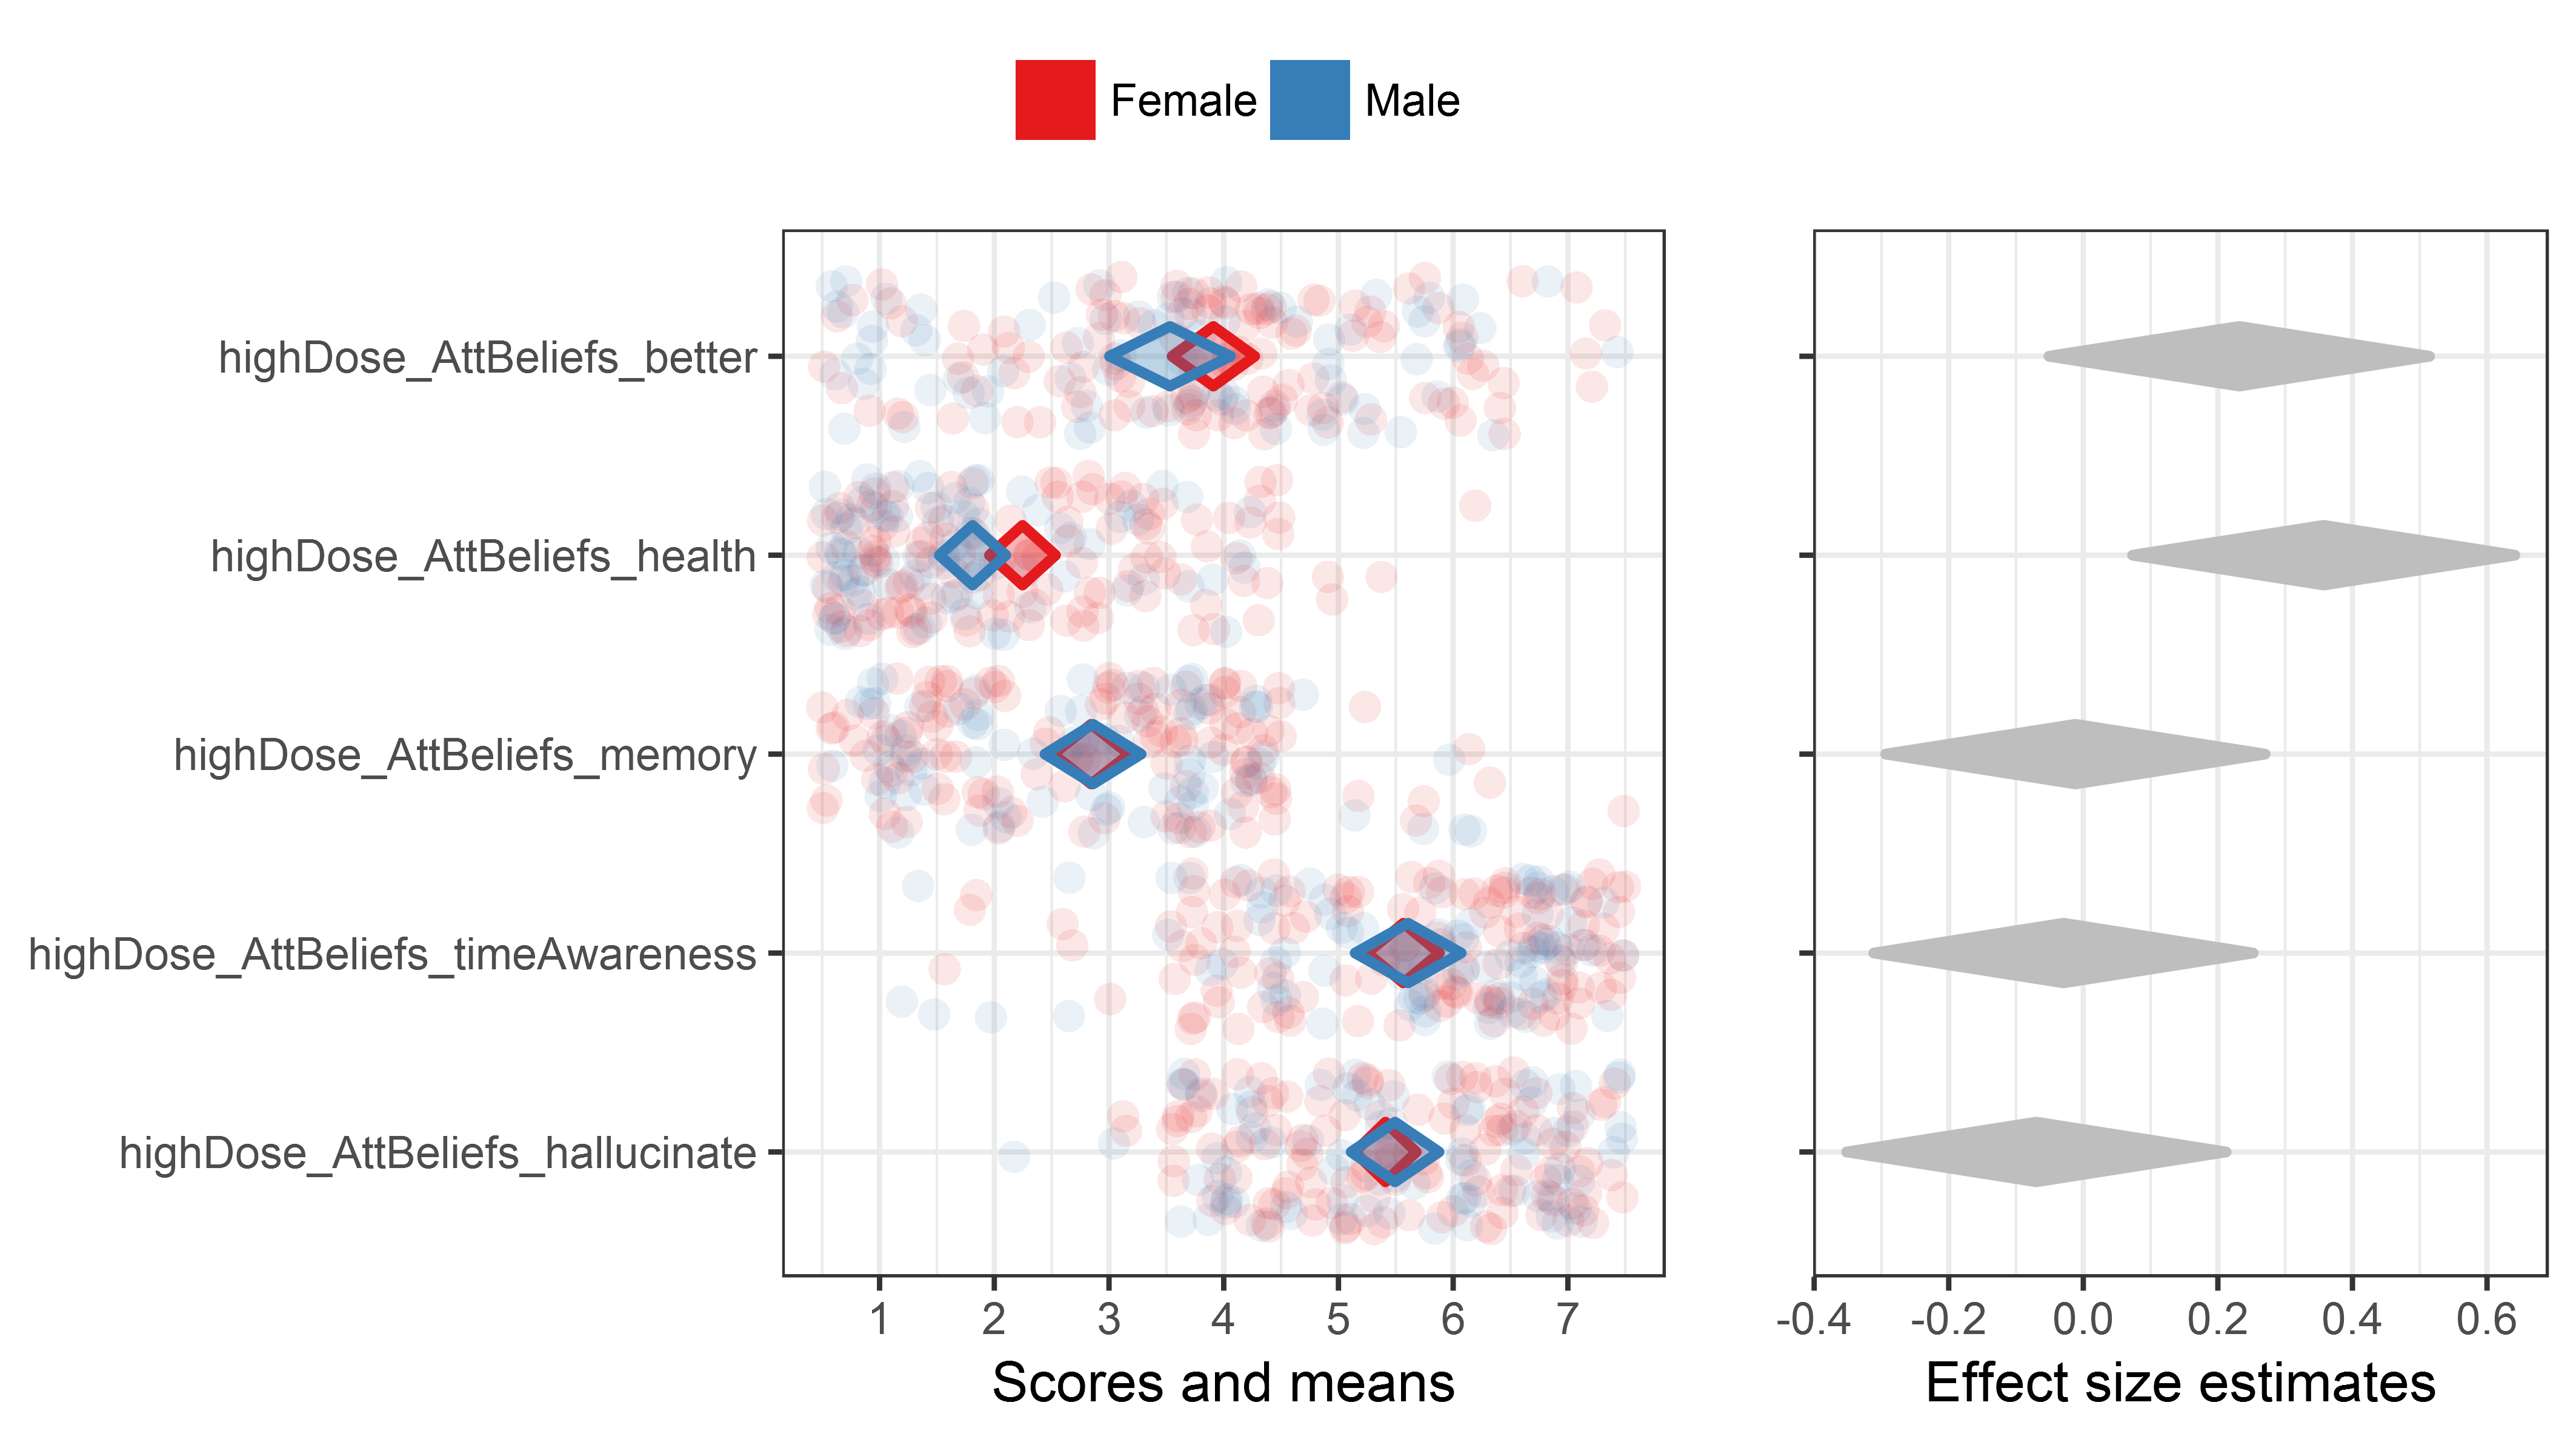 Female Male
highDose_AttBeliefs_better
highDose_AttBeliefs_health
highDose_AttBeliefs_memory
highDose_AttBeliefs_timeAwareness
highDose_AttBeliefs_hallucinate
1 2 3 4 5 6 7
Scores and means
-0.4 -0.2 0.0 0.2 0.4 0.6
Effect size estimates